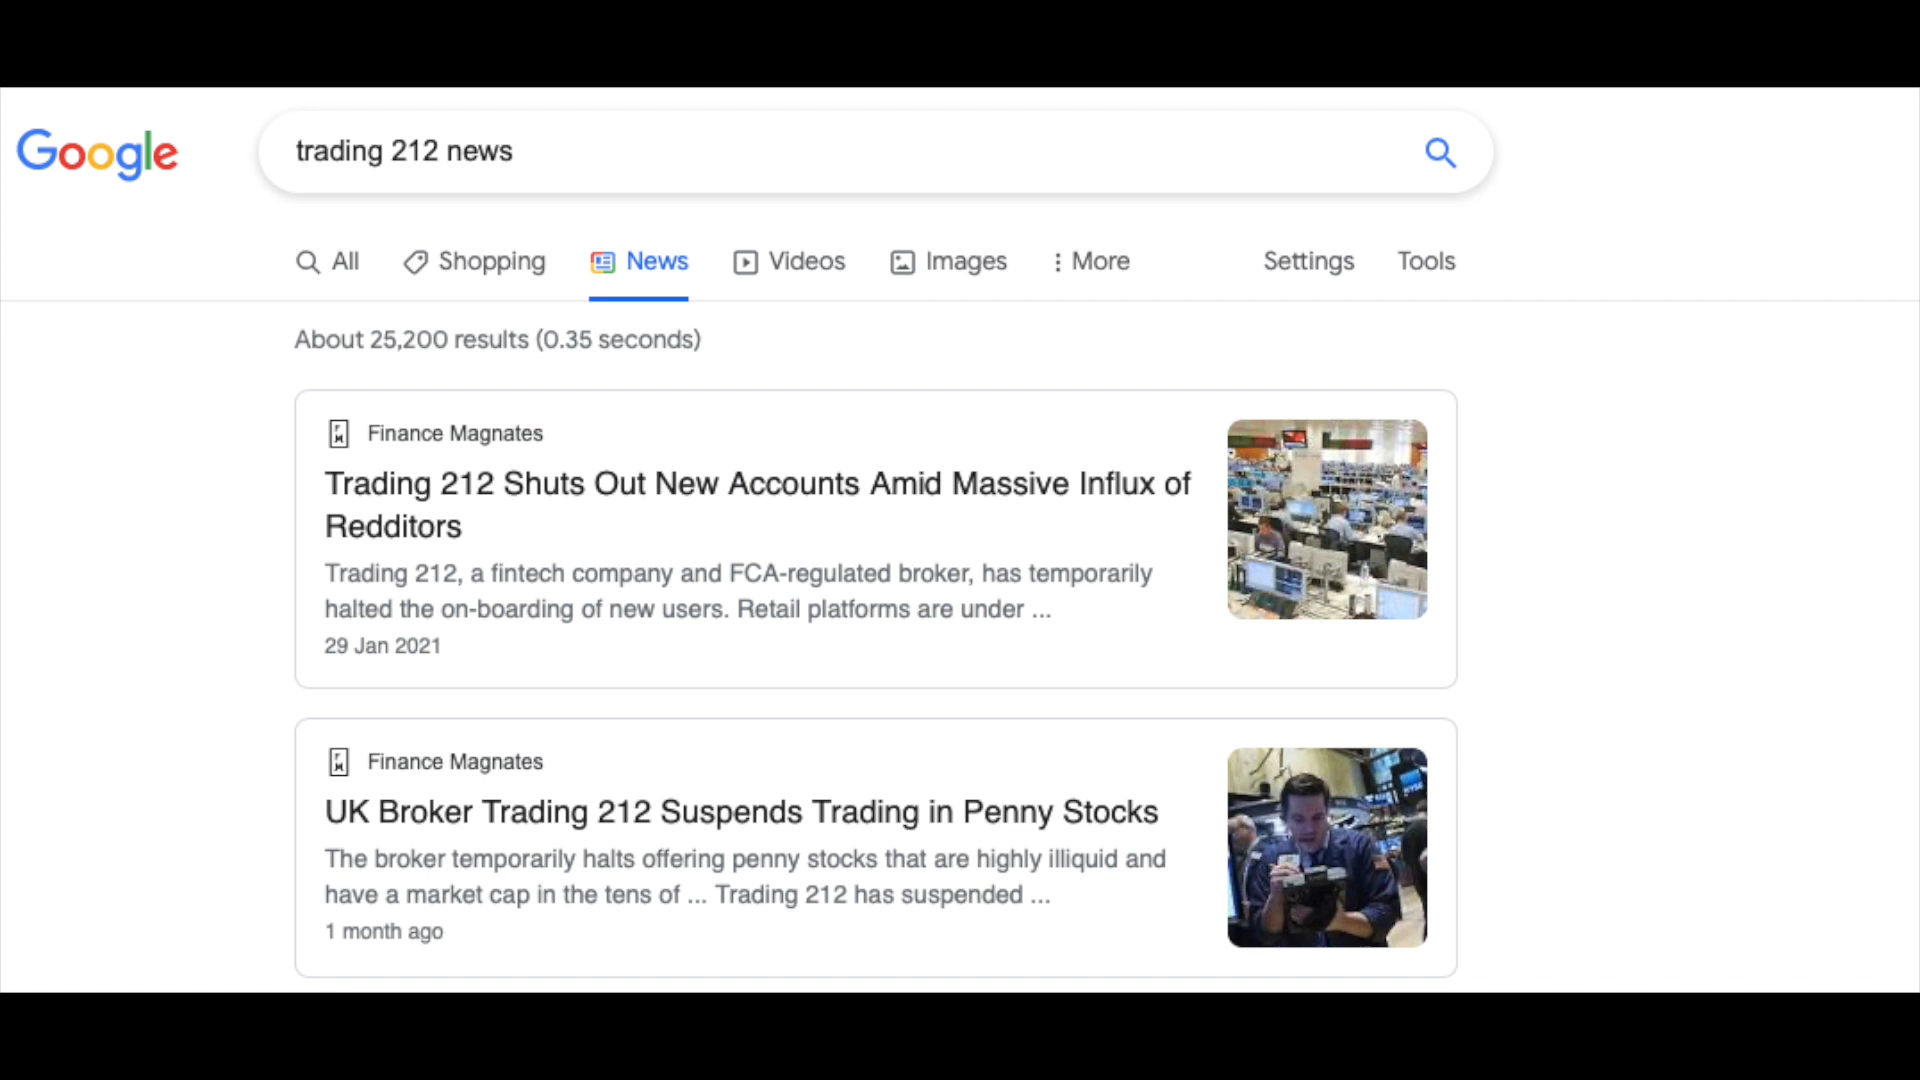 Google
trading 212 news
All Shopping News Videos Images More Settings Tools
About 25,200 results (0.35 seconds)
Finance Magnates
Trading 212 Shuts Out New Accounts Amid Massive Influx of
Redditors
Trading 212, a fintech company and FCA-regulated broker, has temporarily
halted the on-boarding of new users. Retail platforms are under ...
29 Jan 2021
Finance Magnates
UK Broker Trading 212 Suspends Trading in Penny Stocks
The broker temporarily halts offering penny stocks that are highly illiquid and
have a market cap in the tens of ... Trading 212 has suspended ...
1 month ago